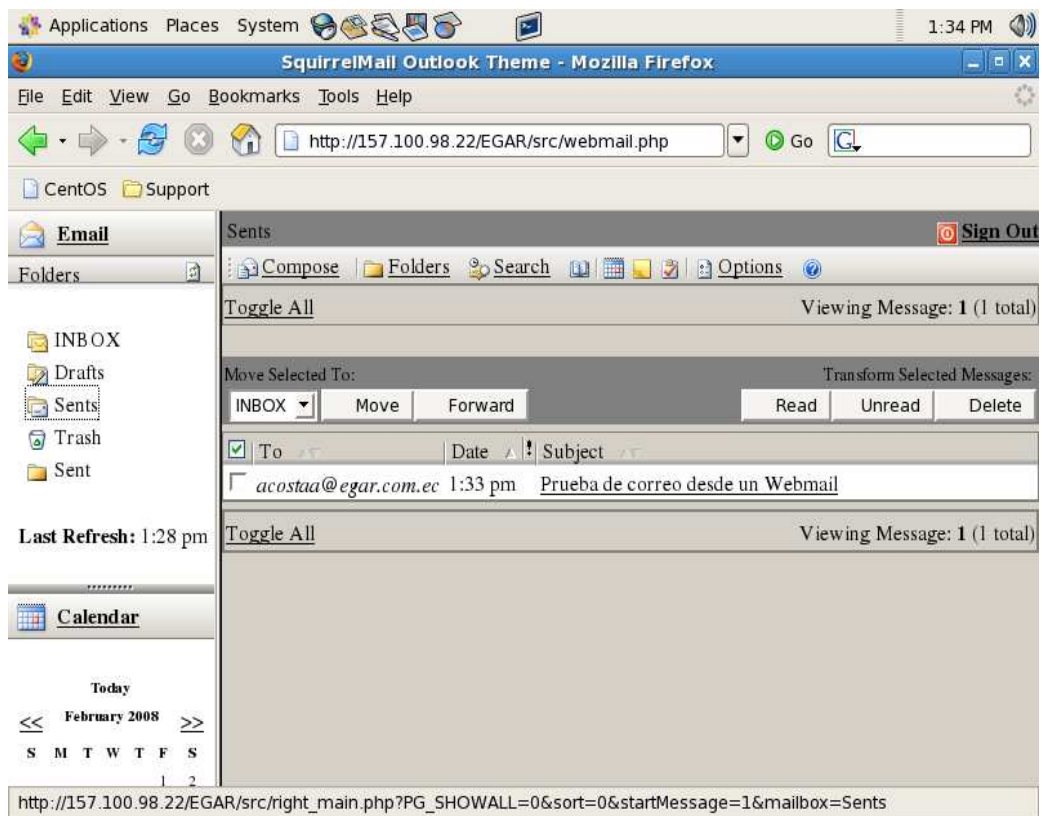 Applications Places System 1:34 PM
SquirrelMail Outlook Theme - Mozilla Firefox
File Edit View Go Bookmarks Tools Help
http://157.100.98.22/EGAR/src/webmail.php Go G
CentOS Support
Email
Folders
INBOX
Drafts
Sents
Trash
Sent
Last Refresh: 1:28 pm
Calendar
Today
<< February 2008 >>
S M T W T F S
1 2
Sents Sign Out
Compose Folders Search Options
Toggle All Viewing Message: 1 (1 total)
Move Selected To: Transform Selected Messages:
INBOX Move Forward Read Unread Delete
To Date ! Subject
acostaa@egar.com.ec 1:33 pm Prueba de correo desde un Webmail
Toggle All Viewing Message: 1 (1 total)
http://157.100.98.22/EGAR/src/right_main.php?PG_SHOWALL=0&sort=0&startMessage=1&mailbox=Sents